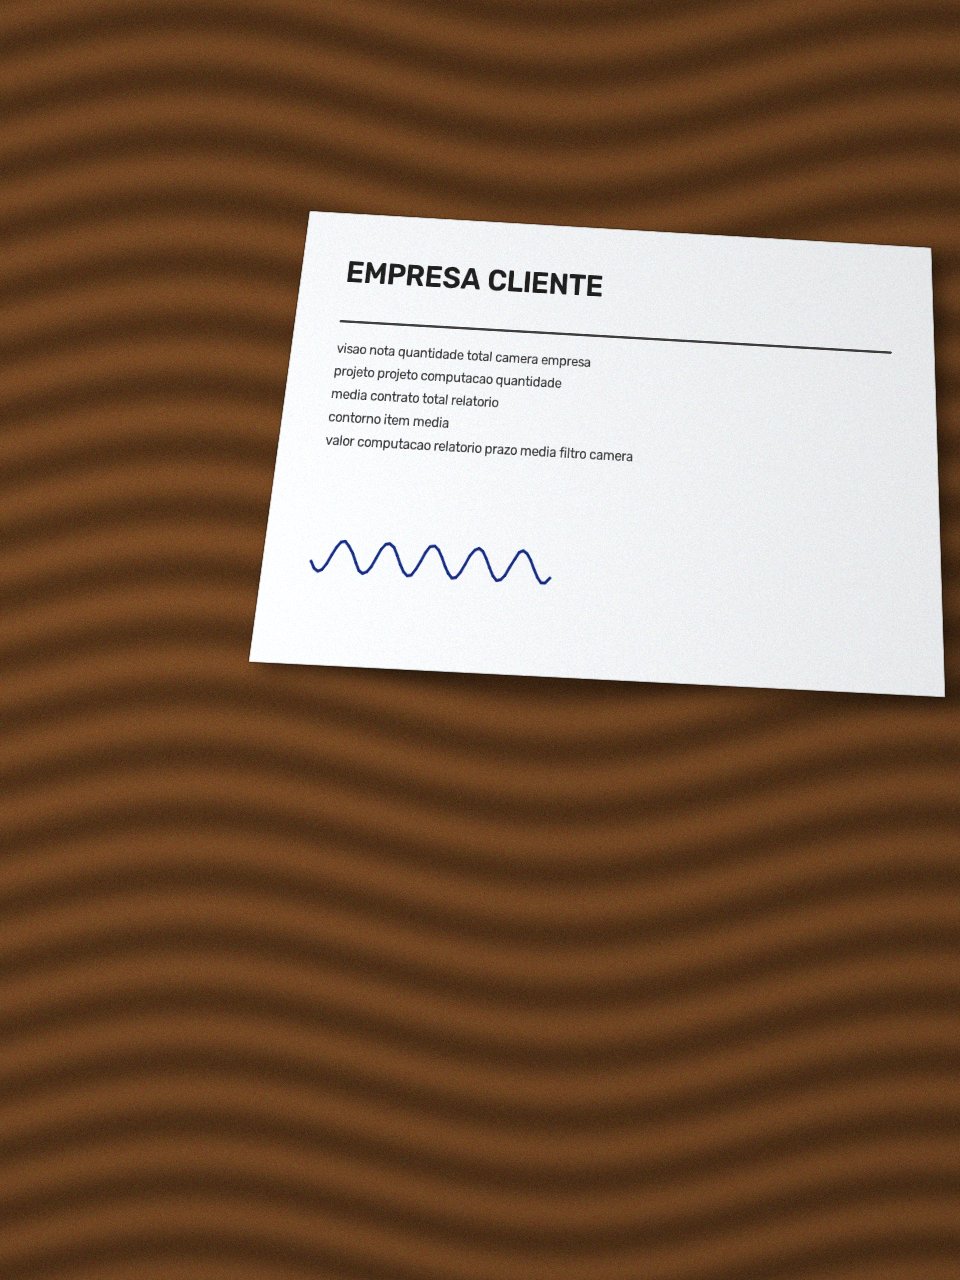 EMPRESA CLIENTE
visao nota quantidade total camera empresa
projeto projeto computacao quantidade
media contrato total relatorio
contorno item media
valor computacao relatorio prazo media filtro camera